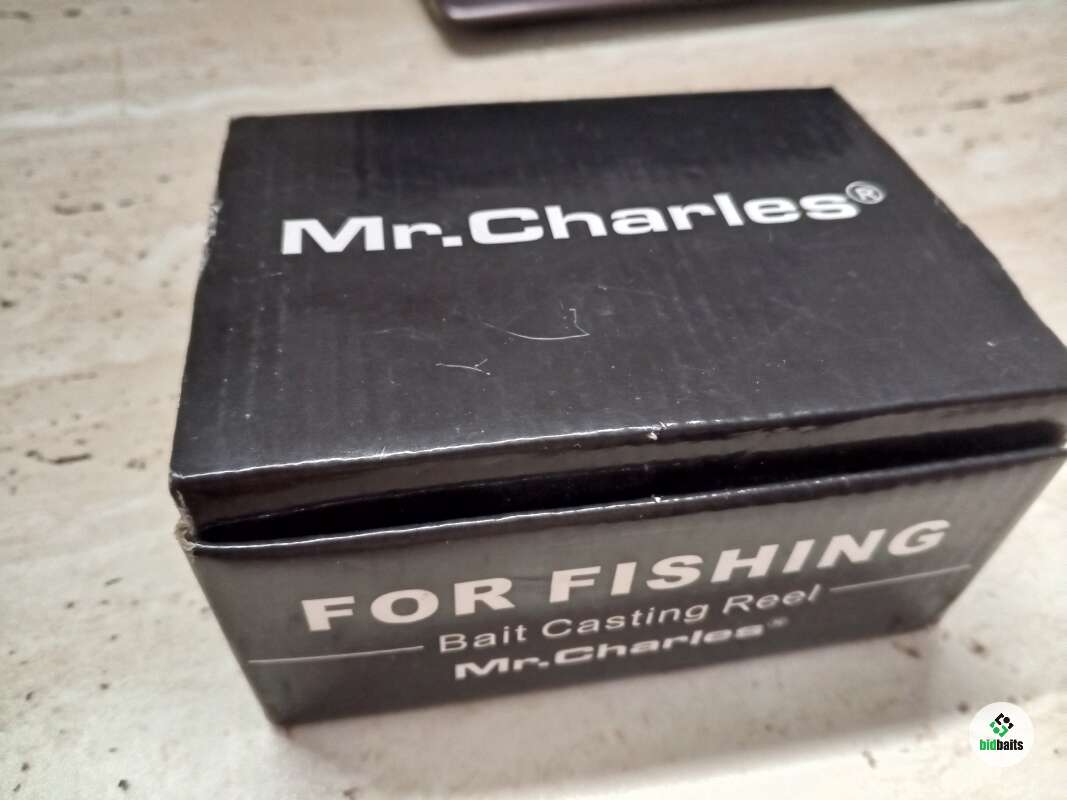 Mr.Charles®
FOR FISHING
Bait Casting Reel
Mr.Charles®
bidbaits